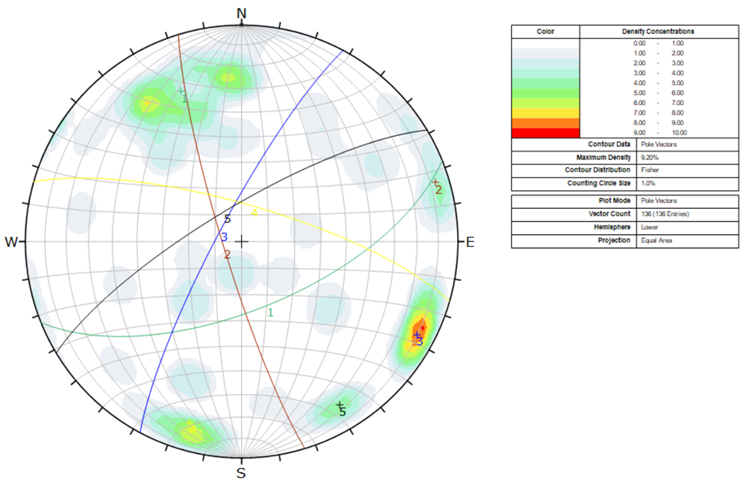 N
W
E
S
1
2
4
5
3
2
1
3
4
5
Color Density Concentrations
0.00 - 1.00
1.00 - 2.00
2.00 - 3.00
3.00 - 4.00
4.00 - 5.00
5.00 - 6.00
6.00 - 7.00
7.00 - 8.00
8.00 - 9.00
9.00 - 10.00
Contour Data Pole Vectors
Maximum Density 9.20%
Contour Distribution Fisher
Counting Circle Size 1.0%
Plot Mode Pole Vectors
Vector Count 136 (136 Entries)
Hemisphere Lower
Projection Equal Area